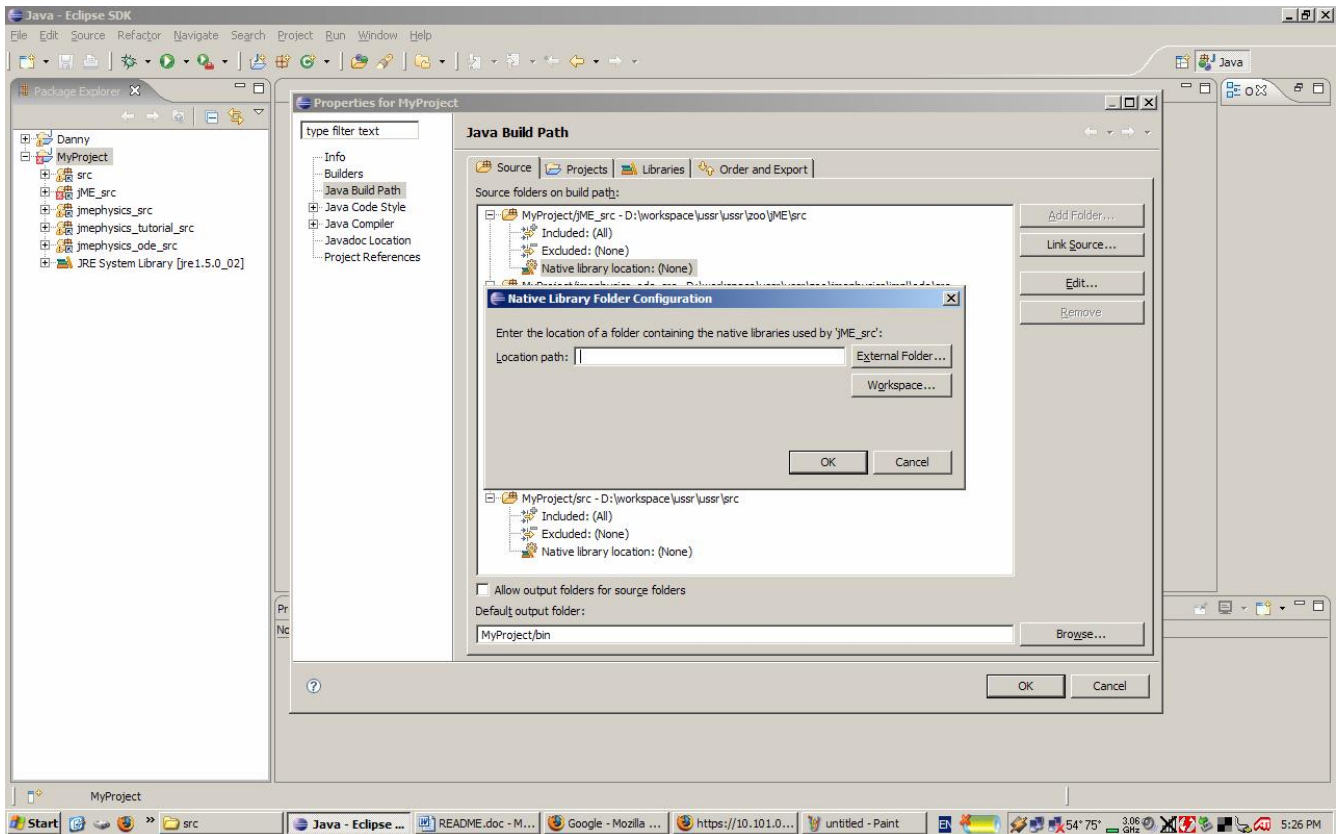 Java - Eclipse SDK
File Edit Source Refactor Navigate Search Project Run Window Help
Java
Package Explorer
Danny
MyProject
src
jME_src
jmephysics_src
jmephysics_tutorial_src
jmephysics_ode_src
JRE System Library [jre1.5.0_02]
Properties for MyProject
type filter text
Info
Builders
Java Build Path
Java Code Style
Java Compiler
Javadoc Location
Project References
Java Build Path
Source Projects Libraries Order and Export
Source folders on build path:
MyProject/jME_src - D:\workspace\ussr\ussr\zoo\jME\src
Included: (All)
Excluded: (None)
Native library location: (None)
Add Folder...
Link Source...
Edit...
Remove
Native Library Folder Configuration
Enter the location of a folder containing the native libraries used by 'jME_src':
Location path:
External Folder...
Workspace...
OK Cancel
MyProject/src - D:\workspace\ussr\ussr\src
Included: (All)
Excluded: (None)
Native library location: (None)
Allow output folders for source folders
Default output folder:
MyProject/bin
Browse...
OK Cancel
Pr
No
MyProject
Start src Java - Eclipse ... README.doc - M... Google - Mozilla ... https://10.101.0... untitled - Paint EN 54° 75° 3.06 GHz 5:26 PM